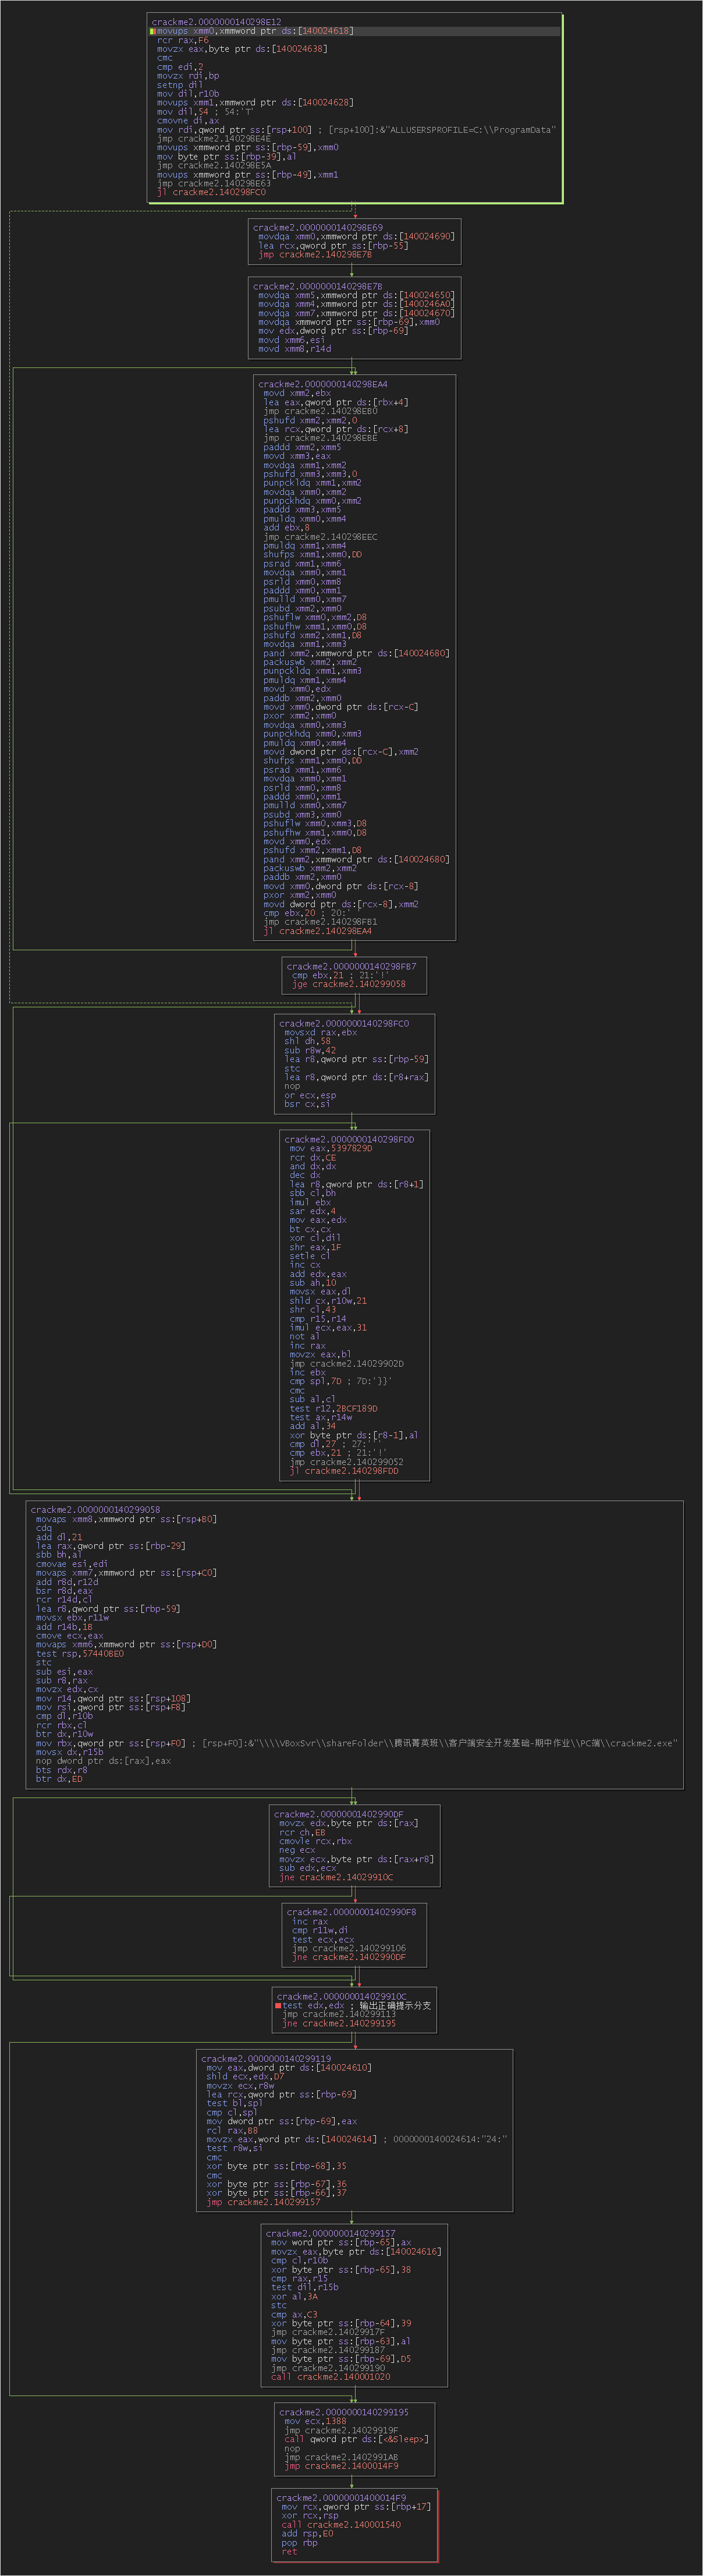 crackme2.0000000140298E12
movups xmm0,xmmword ptr ds:[140024618]
rcr rax,F6
movzx eax,byte ptr ds:[140024638]
cmc
cmp edi,2
movzx rdi,bp
setnp dil
mov dil,r10b
movups xmm1,xmmword ptr ds:[140024628]
mov dil,54 ; 54:'T'
cmovne di,ax
mov rdi,qword ptr ss:[rsp+100] ; [rsp+100]:&"ALLUSERSPROFILE=C:\\ProgramData"
jmp crackme2.140298E4E
movups xmmword ptr ss:[rbp-59],xmm0
mov byte ptr ss:[rbp-39],al
jmp crackme2.140298E5A
movups xmmword ptr ss:[rbp-49],xmm1
jmp crackme2.140298E63
jl crackme2.140298FC0
crackme2.0000000140298E69
movdqa xmm0,xmmword ptr ds:[140024690]
lea rcx,qword ptr ss:[rbp-55]
jmp crackme2.140298E7B
crackme2.0000000140298E7B
movdqa xmm5,xmmword ptr ds:[140024650]
movdqa xmm4,xmmword ptr ds:[1400246A0]
movdqa xmm7,xmmword ptr ds:[140024670]
movdqa xmmword ptr ss:[rbp-69],xmm0
mov edx,dword ptr ss:[rbp-69]
movd xmm6,esi
movd xmm8,r14d
crackme2.0000000140298EA4
movd xmm2,ebx
lea eax,qword ptr ds:[rbx+4]
jmp crackme2.140298EB0
pshufd xmm2,xmm2,0
lea rcx,qword ptr ds:[rcx+8]
jmp crackme2.140298EBE
paddd xmm2,xmm5
movd xmm3,eax
movdqa xmm1,xmm2
pshufd xmm3,xmm3,0
punpckldq xmm1,xmm2
movdqa xmm0,xmm2
punpckhdq xmm0,xmm2
paddd xmm3,xmm5
pmuldq xmm0,xmm4
add ebx,8
jmp crackme2.140298EEC
pmuldq xmm1,xmm4
shufps xmm1,xmm0,DD
psrad xmm1,xmm6
movdqa xmm0,xmm1
psrld xmm0,xmm8
paddd xmm0,xmm1
pmulld xmm0,xmm7
psubd xmm2,xmm0
pshuflw xmm0,xmm2,D8
pshufhw xmm1,xmm0,D8
pshufd xmm2,xmm1,D8
movdqa xmm1,xmm3
pand xmm2,xmmword ptr ds:[140024680]
packuswb xmm2,xmm2
punpckldq xmm1,xmm3
pmuldq xmm1,xmm4
movd xmm0,edx
paddb xmm2,xmm0
movd xmm0,dword ptr ds:[rcx-C]
pxor xmm2,xmm0
movdqa xmm0,xmm3
punpckhdq xmm0,xmm3
pmuldq xmm0,xmm4
movd dword ptr ds:[rcx-C],xmm2
shufps xmm1,xmm0,DD
psrad xmm1,xmm6
movdqa xmm0,xmm1
psrld xmm0,xmm8
paddd xmm0,xmm1
pmulld xmm0,xmm7
psubd xmm3,xmm0
pshuflw xmm0,xmm3,D8
pshufhw xmm1,xmm0,D8
movd xmm0,edx
pshufd xmm2,xmm1,D8
pand xmm2,xmmword ptr ds:[140024680]
packuswb xmm2,xmm2
paddb xmm2,xmm0
movd xmm0,dword ptr ds:[rcx-8]
pxor xmm2,xmm0
movd dword ptr ds:[rcx-8],xmm2
cmp ebx,20 ; 20:' '
jmp crackme2.140298FB1
jl crackme2.140298EA4
crackme2.0000000140298FB7
cmp ebx,21 ; 21:'!'
jge crackme2.140299058
crackme2.0000000140298FC0
movsxd rax,ebx
shl dh,58
sub r8w,42
lea r8,qword ptr ss:[rbp-59]
stc
lea r8,qword ptr ds:[r8+rax]
nop
or ecx,esp
bsr cx,si
crackme2.0000000140298FDD
mov eax,5397829D
rcr dx,CE
and dx,dx
dec dx
lea r8,qword ptr ds:[r8+1]
sbb cl,bh
imul ebx
sar edx,4
mov eax,edx
bt cx,cx
xor cl,dil
shr eax,1F
setle cl
inc cx
add edx,eax
sub ah,10
movsx eax,dl
shld cx,r10w,21
shr cl,43
cmp r15,r14
imul ecx,eax,31
not al
inc rax
movzx eax,bl
jmp crackme2.14029902D
inc ebx
cmp spl,7D ; 7D:'}}'
cmc
sub al,cl
test r12,2BCF189D
test ax,r14w
add al,34
xor byte ptr ds:[r8-1],al
cmp dl,27 ; 27:'''
cmp ebx,21 ; 21:'!'
jmp crackme2.140299052
jl crackme2.140298FDD
crackme2.0000000140299058
movaps xmm8,xmmword ptr ss:[rsp+80]
cdq
add dl,21
lea rax,qword ptr ss:[rbp-29]
sbb bh,al
cmovae esi,edi
movaps xmm7,xmmword ptr ss:[rsp+C0]
add r8d,r12d
bsr r8d,eax
rcr r14d,cl
lea r8,qword ptr ss:[rbp-59]
movsx ebx,r11w
add r14b,1B
cmove ecx,eax
movaps xmm6,xmmword ptr ss:[rsp+D0]
test rsp,57440BE0
stc
sub esi,eax
sub r8,rax
movzx edx,cx
mov r14,qword ptr ss:[rsp+108]
mov rsi,qword ptr ss:[rsp+F8]
cmp dl,r10b
rcr rbx,cl
btr dx,r10w
mov rbx,qword ptr ss:[rsp+F0] ; [rsp+F0]:&"\\\\VBoxSvr\\shareFolder\\腾讯菁英班\\客户端安全开发基础-期中作业\\PC端\\crackme2.exe"
movsx dx,r15b
nop dword ptr ds:[rax],eax
bts rdx,r8
btr dx,ED
crackme2.00000001402990DF
movzx edx,byte ptr ds:[rax]
rcr ch,EB
cmovle rcx,rbx
neg ecx
movzx ecx,byte ptr ds:[rax+r8]
sub edx,ecx
jne crackme2.14029910C
crackme2.00000001402990F8
inc rax
cmp r11w,di
test ecx,ecx
jmp crackme2.140299106
jne crackme2.1402990DF
crackme2.000000014029910C
test edx,edx ; 输出正确提示分支
jmp crackme2.140299113
jne crackme2.140299195
crackme2.0000000140299119
mov eax,dword ptr ds:[140024610]
shld ecx,edx,D7
movzx ecx,r8w
lea rcx,qword ptr ss:[rbp-69]
test bl,spl
cmp cl,spl
mov dword ptr ss:[rbp-69],eax
rcl rax,B8
movzx eax,word ptr ds:[140024614] ; 0000000140024614:"24:"
test r8w,si
cmc
xor byte ptr ss:[rbp-68],35
cmc
xor byte ptr ss:[rbp-67],36
xor byte ptr ss:[rbp-66],37
jmp crackme2.140299157
crackme2.0000000140299157
mov word ptr ss:[rbp-65],ax
movzx eax,byte ptr ds:[140024616]
cmp cl,r10b
xor byte ptr ss:[rbp-65],38
cmp rax,r15
test dil,r15b
xor al,3A
stc
cmp ax,C3
xor byte ptr ss:[rbp-64],39
jmp crackme2.14029917F
mov byte ptr ss:[rbp-63],al
jmp crackme2.140299187
mov byte ptr ss:[rbp-69],D5
jmp crackme2.140299190
call crackme2.140001020
crackme2.0000000140299195
mov ecx,1388
jmp crackme2.14029919F
call qword ptr ds:[<&Sleep>]
nop
jmp crackme2.1402991AB
jmp crackme2.1400014F9
crackme2.00000001400014F9
mov rcx,qword ptr ss:[rbp+17]
xor rcx,rsp
call crackme2.140001540
add rsp,E0
pop rbp
ret